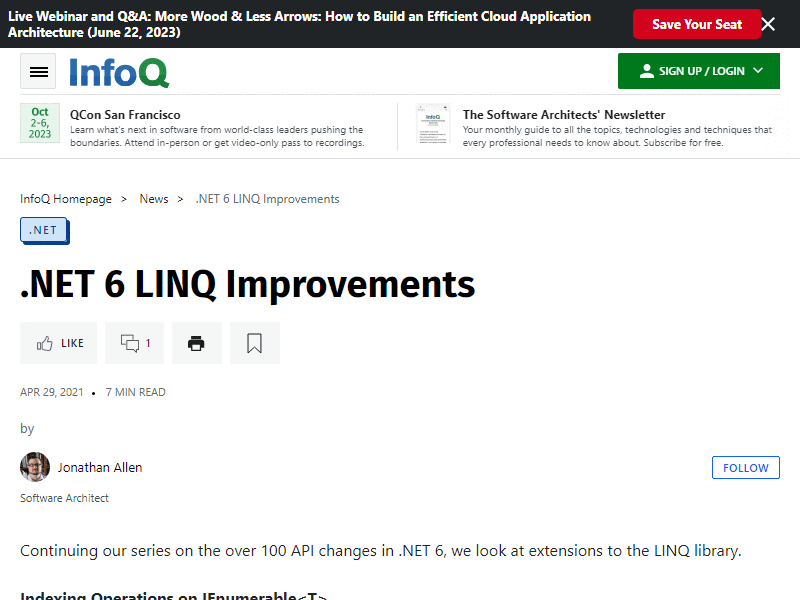 Live Webinar and Q&A: More Wood & Less Arrows: How to Build an Efficient Cloud Application
Architecture (June 22, 2023)
Save Your Seat
InfoQ
SIGN UP / LOGIN
Oct
2-6,
2023
QCon San Francisco
Learn what's next in software from world-class leaders pushing the
boundaries. Attend in-person or get video-only pass to recordings.
The Software Architects' Newsletter
Your monthly guide to all the topics, technologies and techniques that
every professional needs to know about. Subscribe for free.
InfoQ Homepage > News > .NET 6 LINQ Improvements
.NET
.NET 6 LINQ Improvements
LIKE 1
APR 29, 2021 • 7 MIN READ
by
Jonathan Allen
FOLLOW
Software Architect
Continuing our series on the over 100 API changes in .NET 6, we look at extensions to the LINQ library.
Indexing Operations on IEnumerable<T>